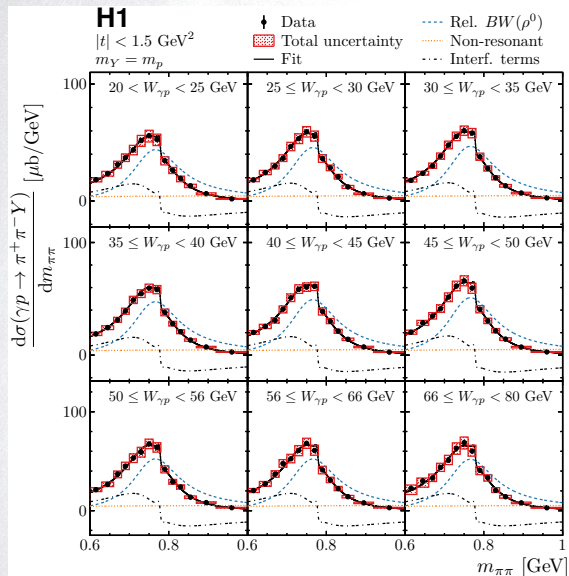 H1
|t| < 1.5 GeV²
m_Y = m_p
Data
Total uncertainty
Fit
Rel. BW(ρ⁰)
Non-resonant
Interf. terms
dσ(γp → π⁺π⁻Y) / dm_ππ [μb/GeV]
20 < W_γp < 25 GeV
25 ≤ W_γp < 30 GeV
30 ≤ W_γp < 35 GeV
100
0
35 ≤ W_γp < 40 GeV
40 ≤ W_γp < 45 GeV
45 ≤ W_γp < 50 GeV
100
0
50 ≤ W_γp < 56 GeV
56 ≤ W_γp < 66 GeV
66 ≤ W_γp < 80 GeV
100
0
0.6 0.8 0.6 0.8 0.6 0.8 1
m_ππ [GeV]